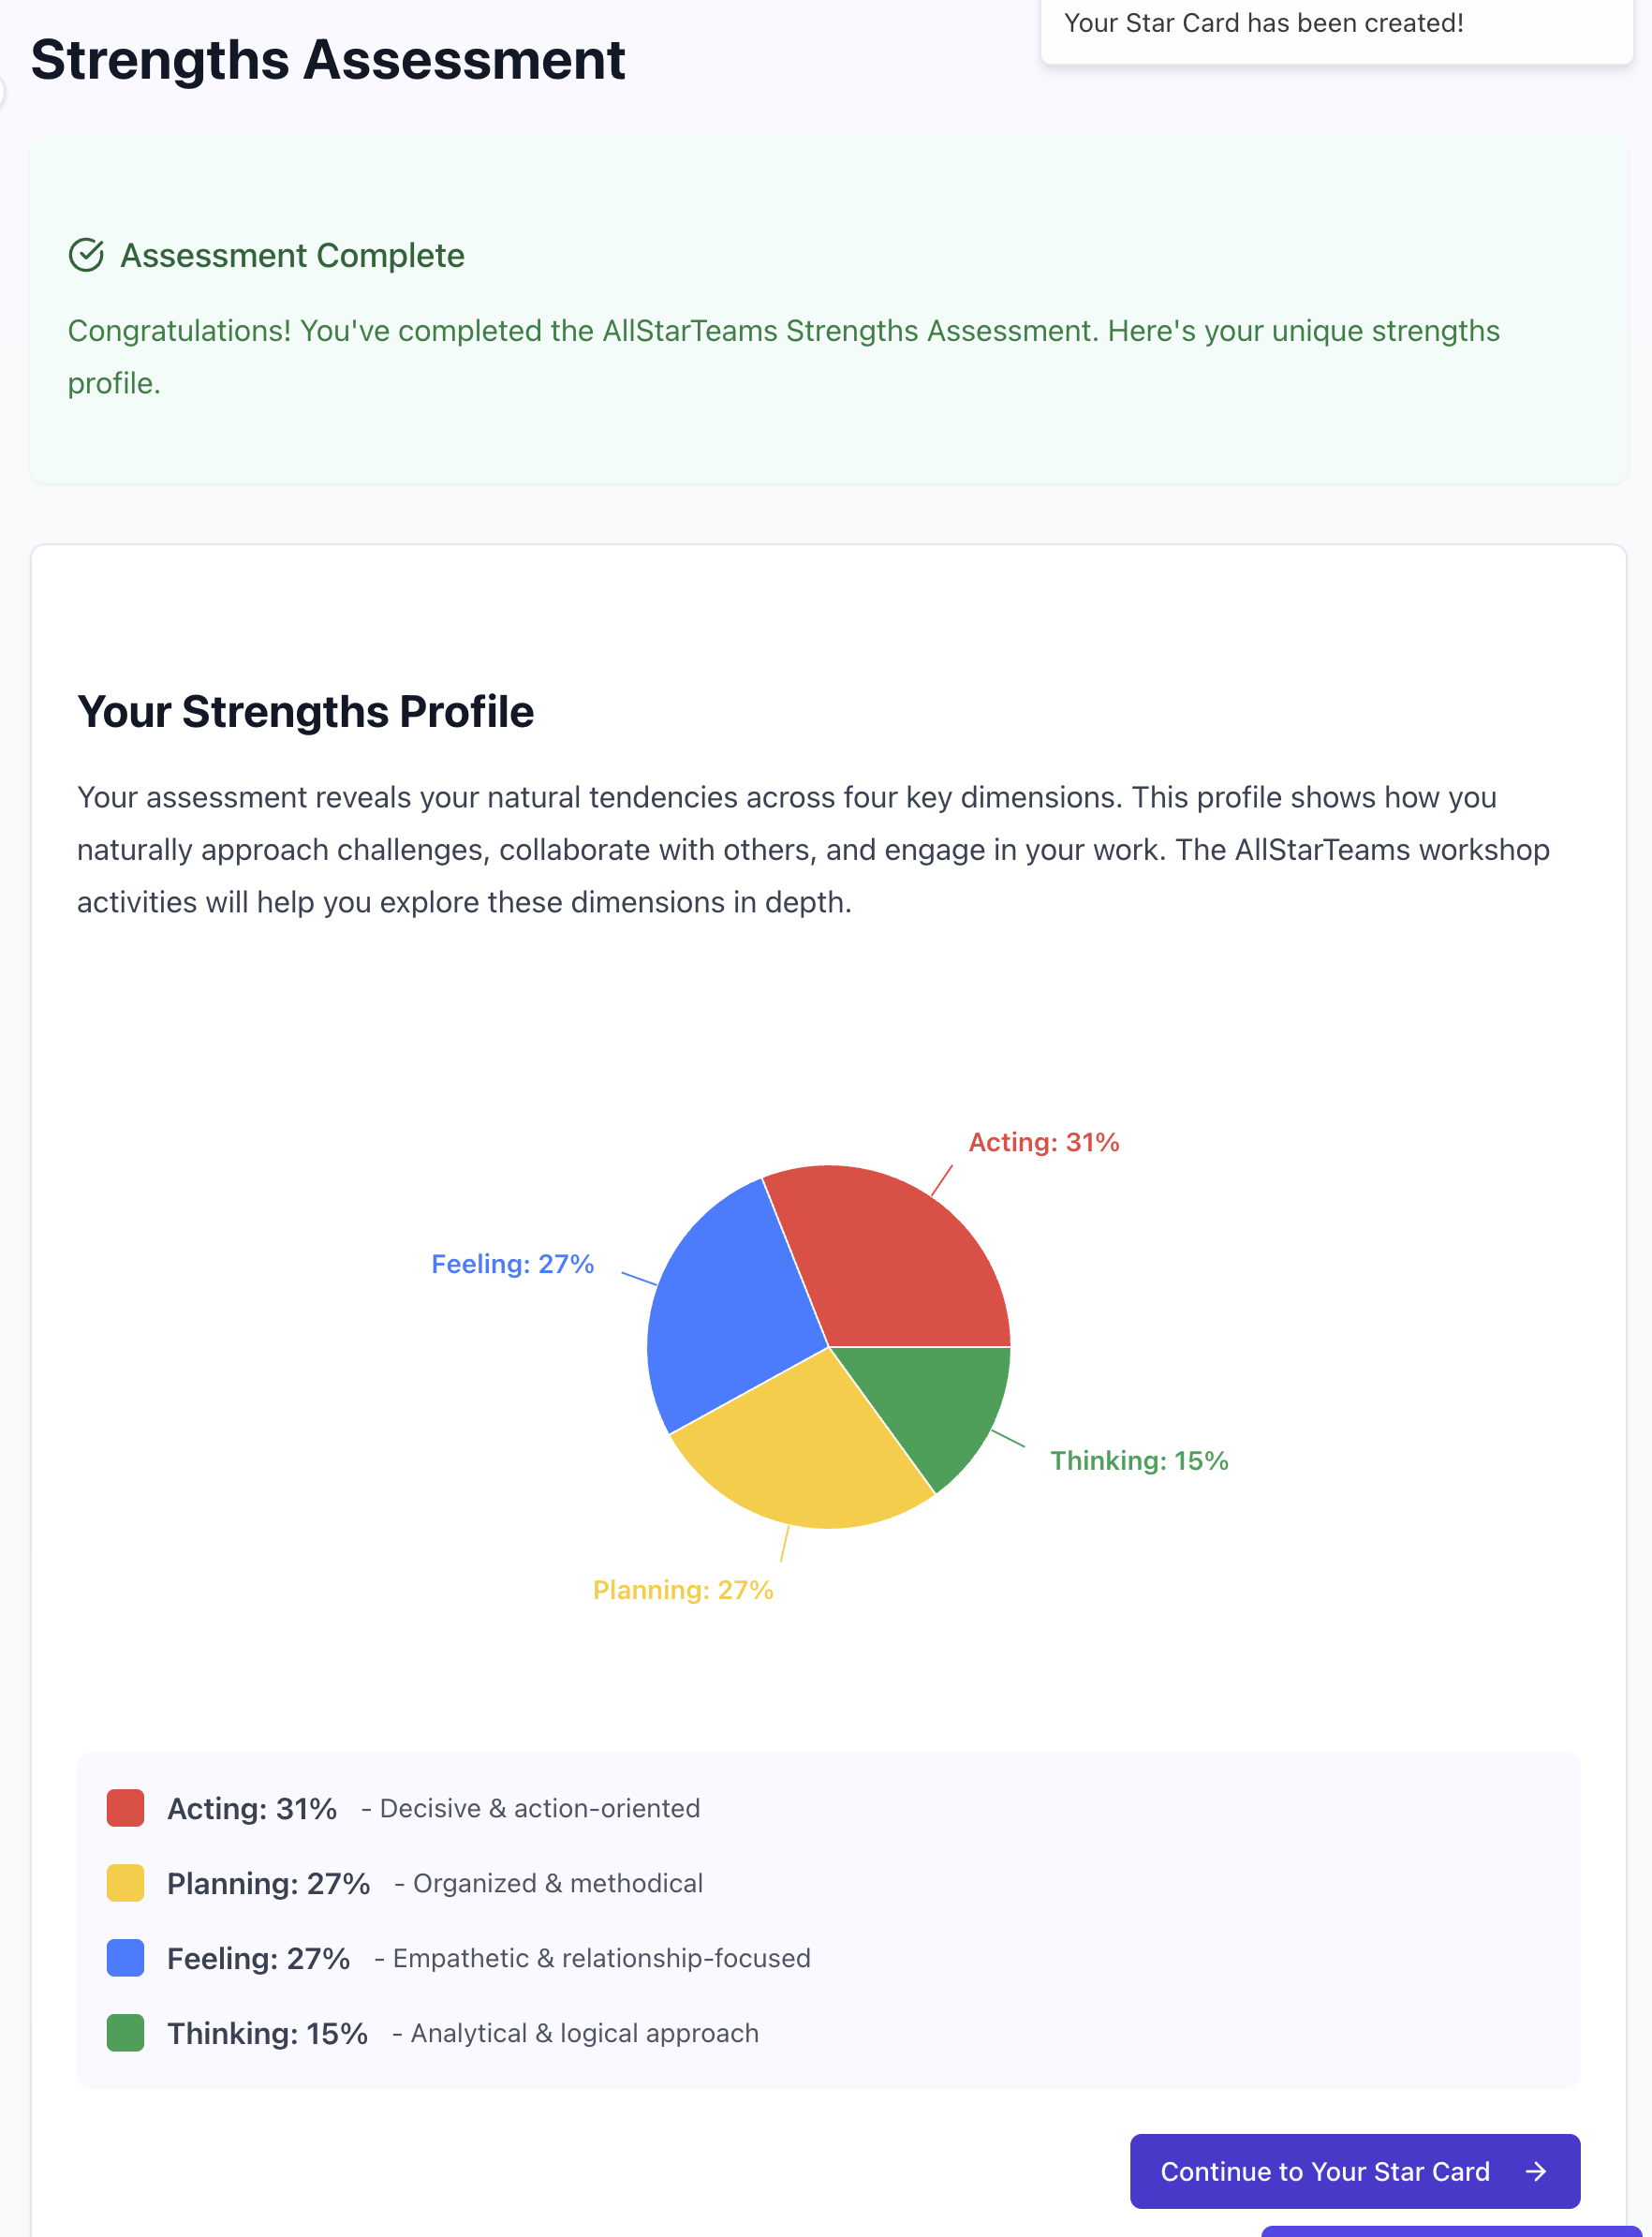 Your Star Card has been created!
Strengths Assessment
Assessment Complete
Congratulations! You've completed the AllStarTeams Strengths Assessment. Here's your unique strengths
profile.
Your Strengths Profile
Your assessment reveals your natural tendencies across four key dimensions. This profile shows how you
naturally approach challenges, collaborate with others, and engage in your work. The AllStarTeams workshop
activities will help you explore these dimensions in depth.
Acting: 31%
Feeling: 27%
Thinking: 15%
Planning: 27%
Acting: 31% - Decisive & action-oriented
Planning: 27% - Organized & methodical
Feeling: 27% - Empathetic & relationship-focused
Thinking: 15% - Analytical & logical approach
Continue to Your Star Card